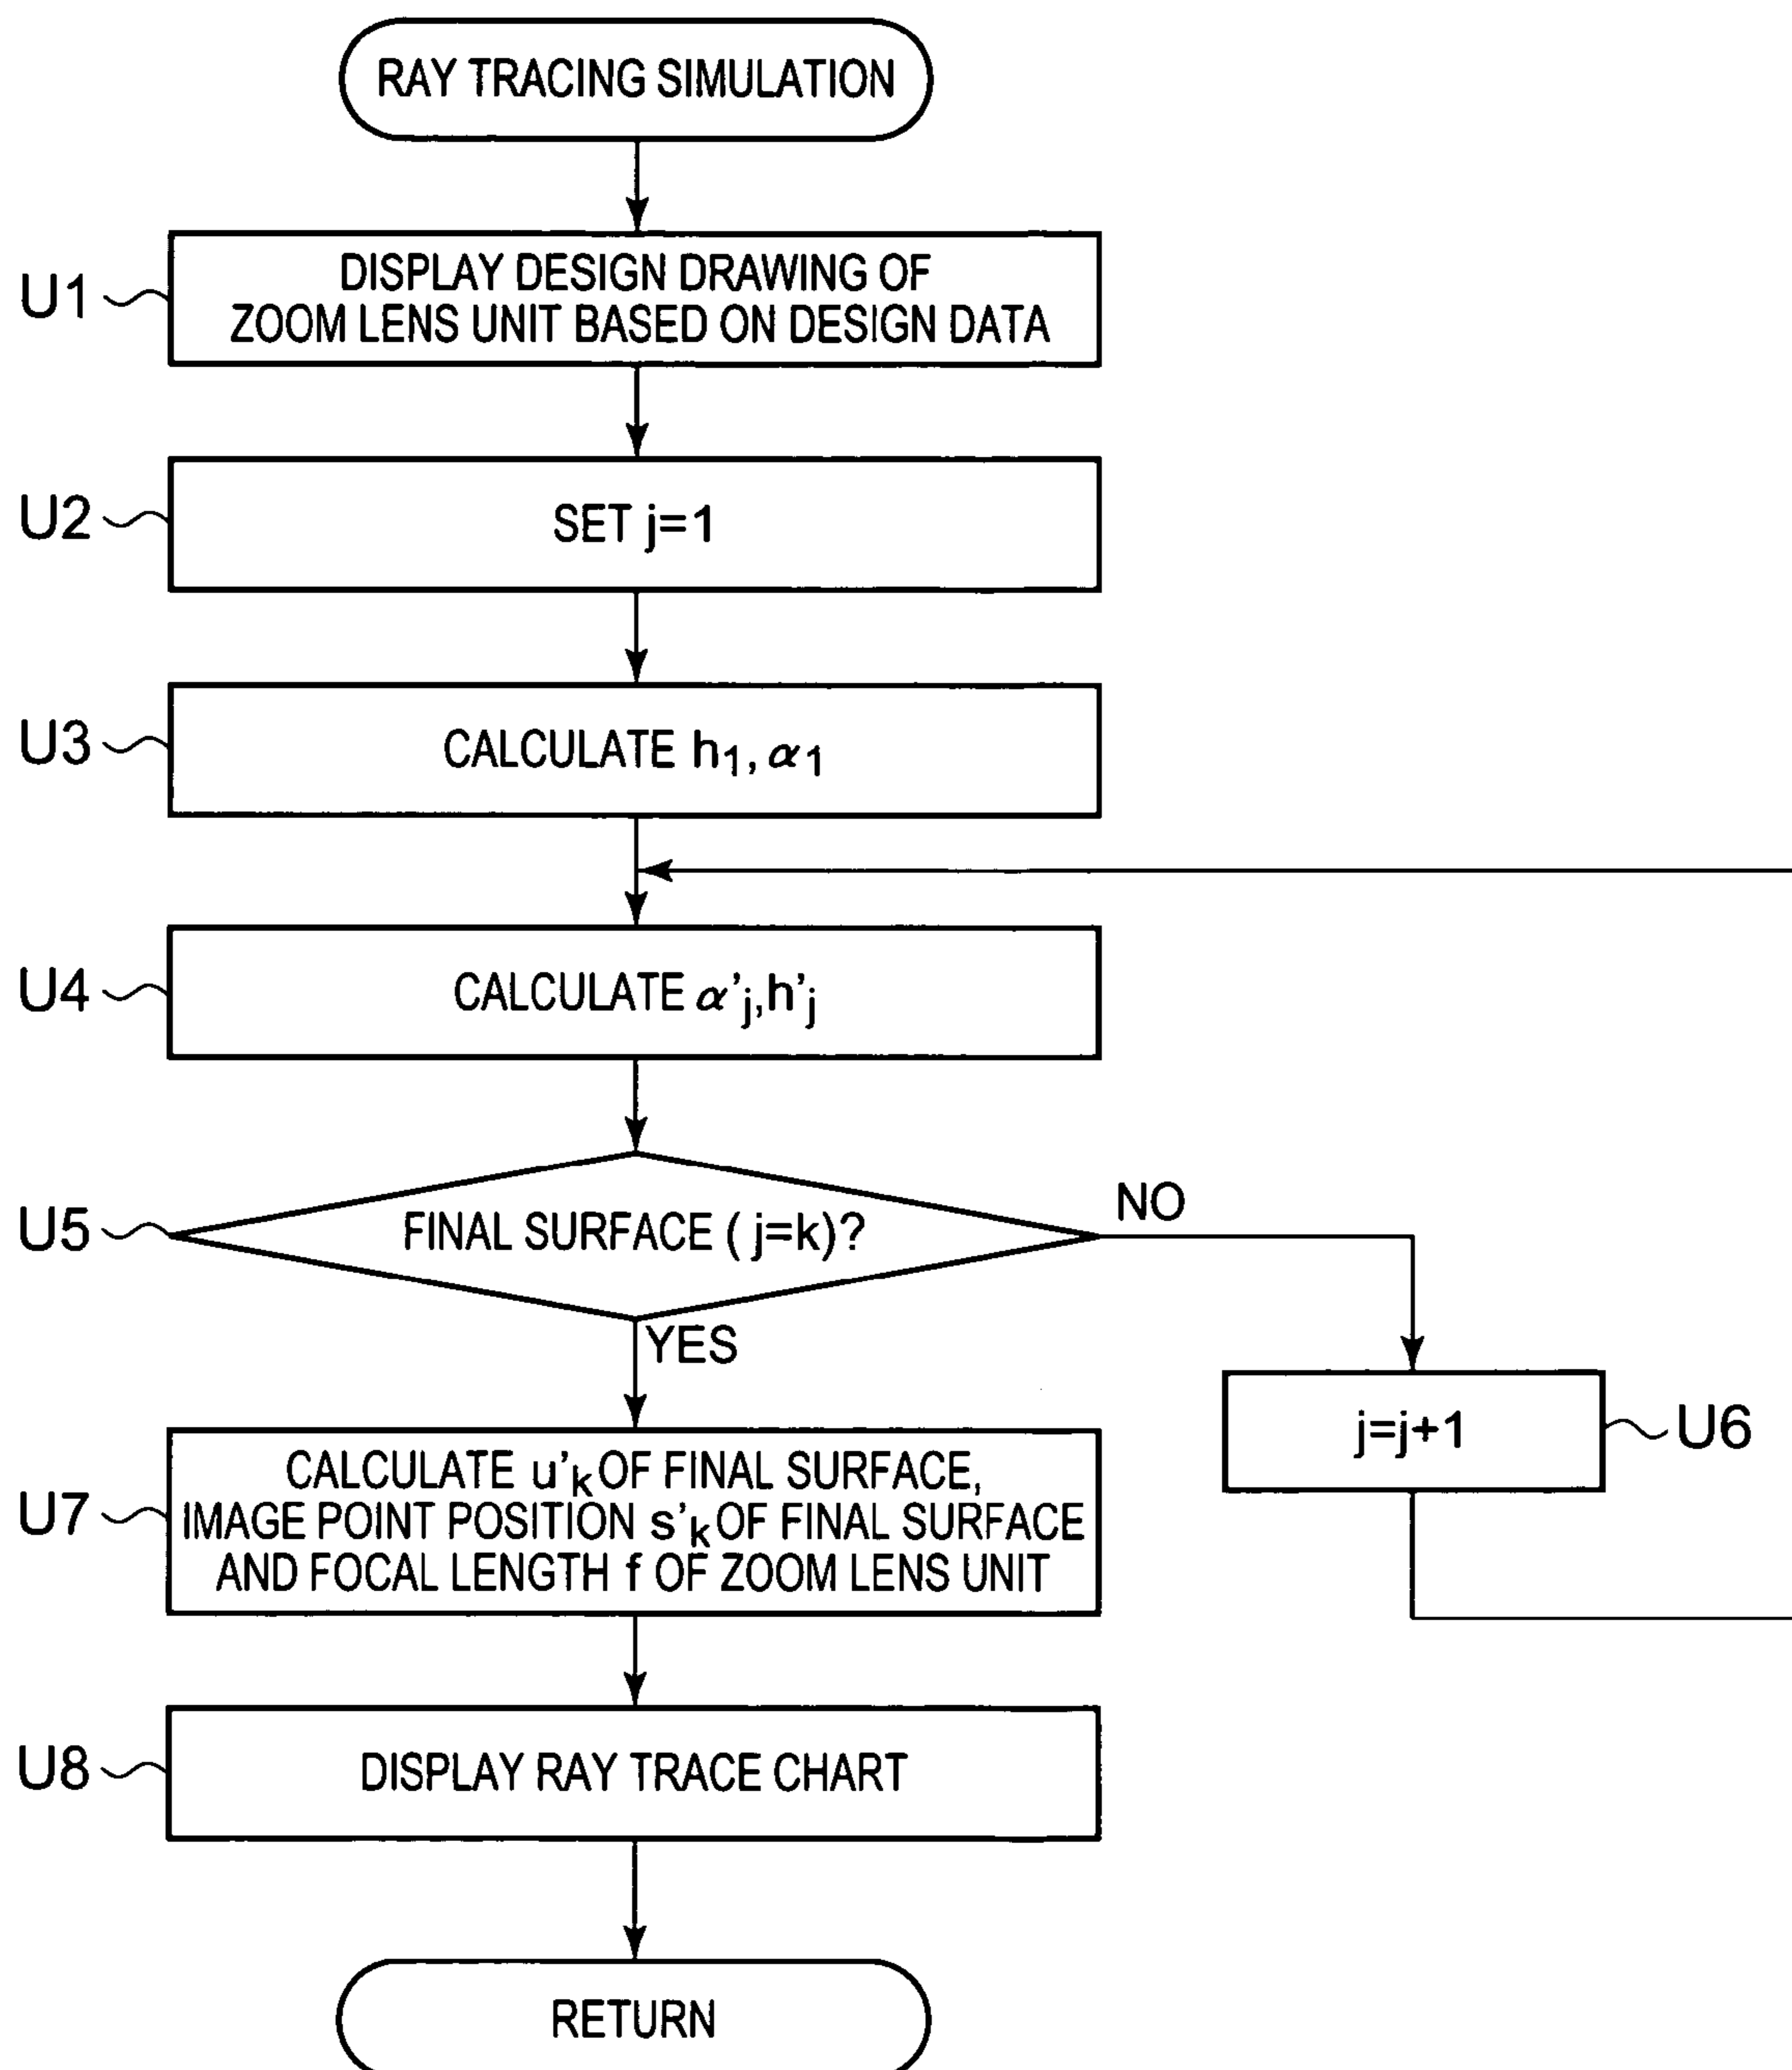 RAY TRACING SIMULATION
U1
DISPLAY DESIGN DRAWING OF
ZOOM LENS UNIT BASED ON DESIGN DATA
U2
SET j=1
U3
CALCULATE h₁, α₁
U4
CALCULATE α'j,h'j
U5
FINAL SURFACE ( j=k)?
NO
YES
j=j+1
U6
U7
CALCULATE u'k OF FINAL SURFACE,
IMAGE POINT POSITION s'k OF FINAL SURFACE
AND FOCAL LENGTH f OF ZOOM LENS UNIT
U8
DISPLAY RAY TRACE CHART
RETURN